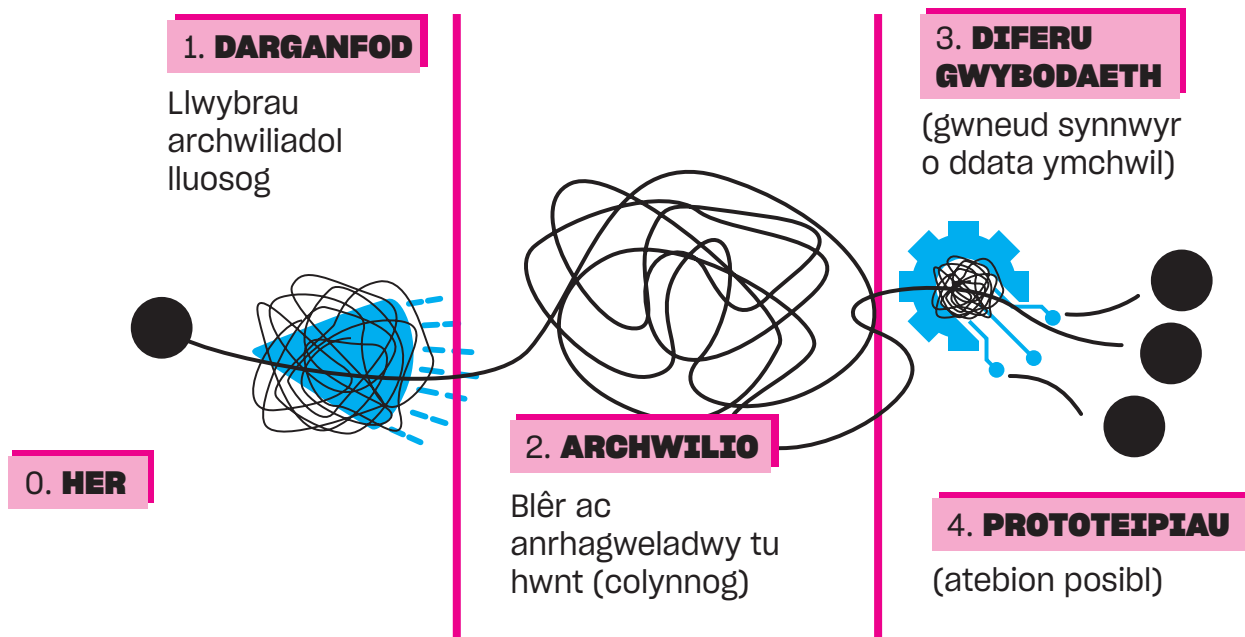 0. HER
1. DARGANFOD
Llwybrau
archwiliadol
lluosog
2. ARCHWILIO
Blêr ac
anrhagweladwy tu
hwnt (colynnog)
3. DIFERU
GWYBODAETH
(gwneud synnwyr
o ddata ymchwil)
4. PROTOTEIPIAU
(atebion posibl)